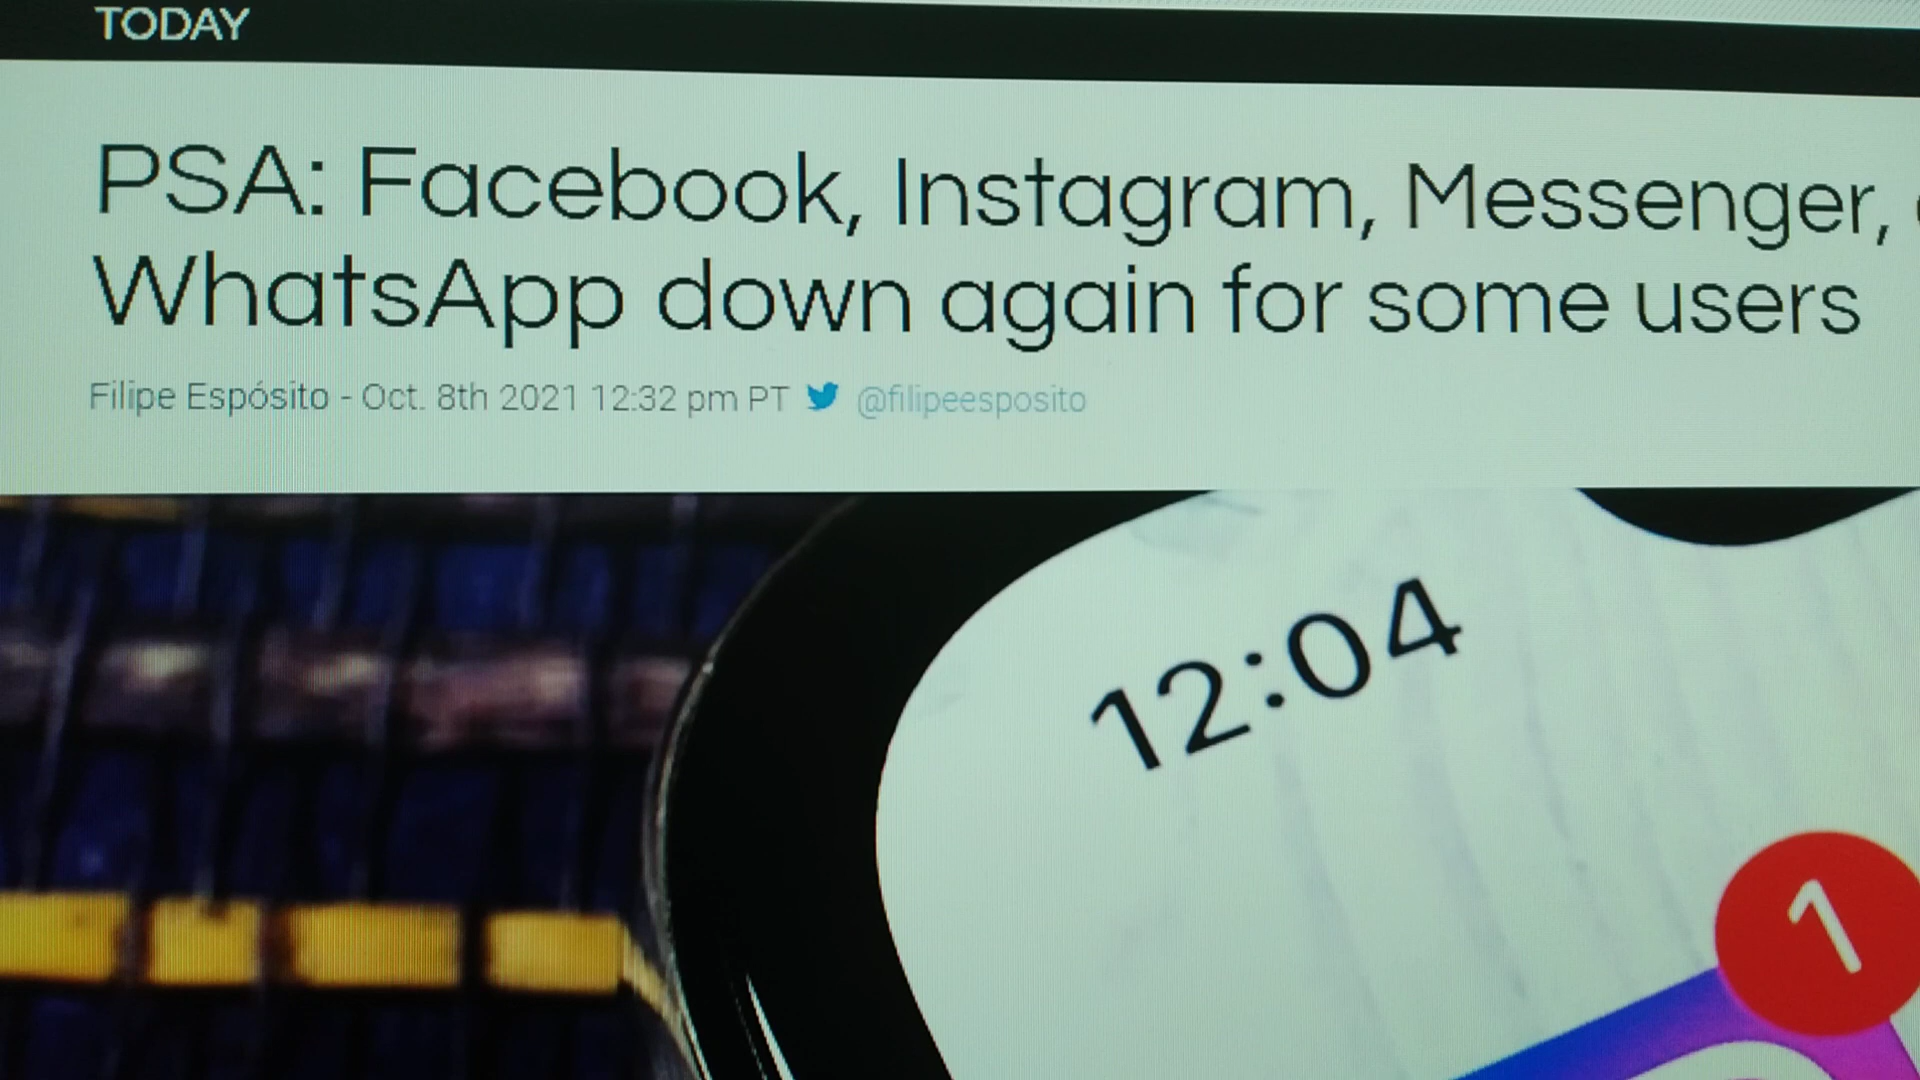 TODAY
PSA: Facebook, Instagram, Messenger,
WhatsApp down again for some users
Filipe Espósito - Oct. 8th 2021 12:32 pm PT @filipeesposito
12:04
1